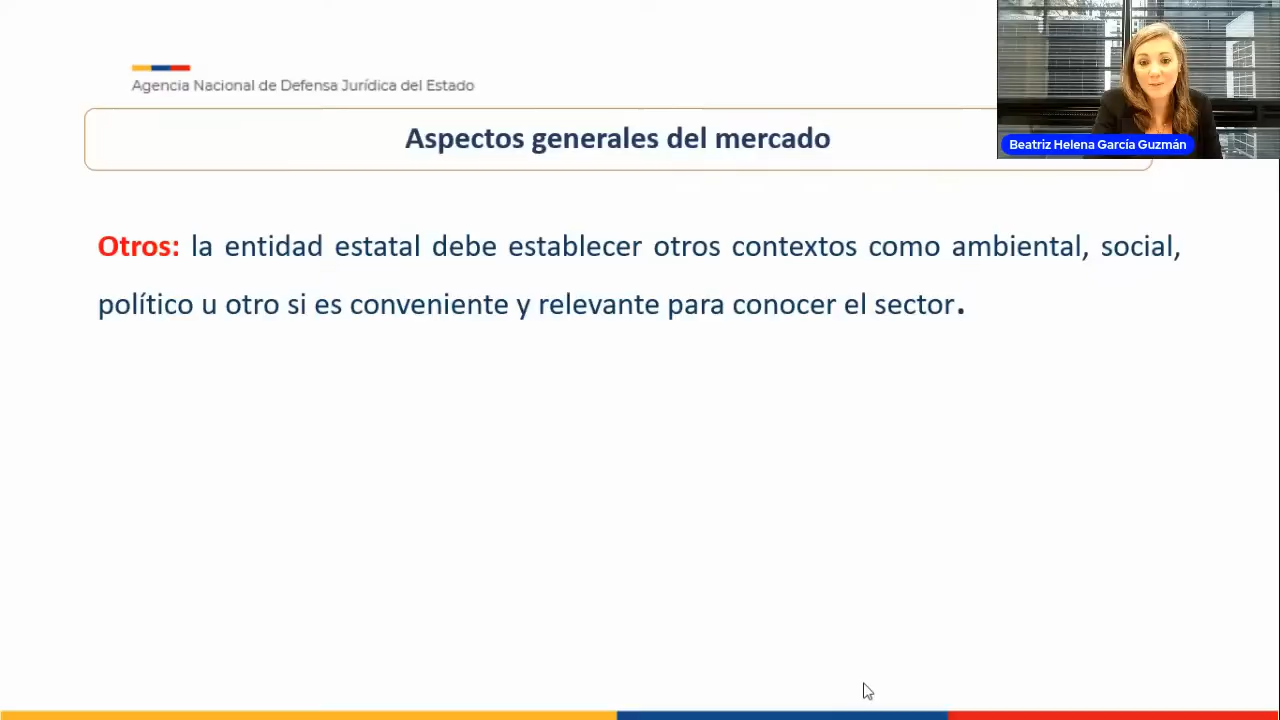 Agencia Nacional de Defensa Jurídica del Estado
Aspectos generales del mercado
Beatriz Helena García Guzmán
Otros: la entidad estatal debe establecer otros contextos como ambiental, social,
político u otro si es conveniente y relevante para conocer el sector.